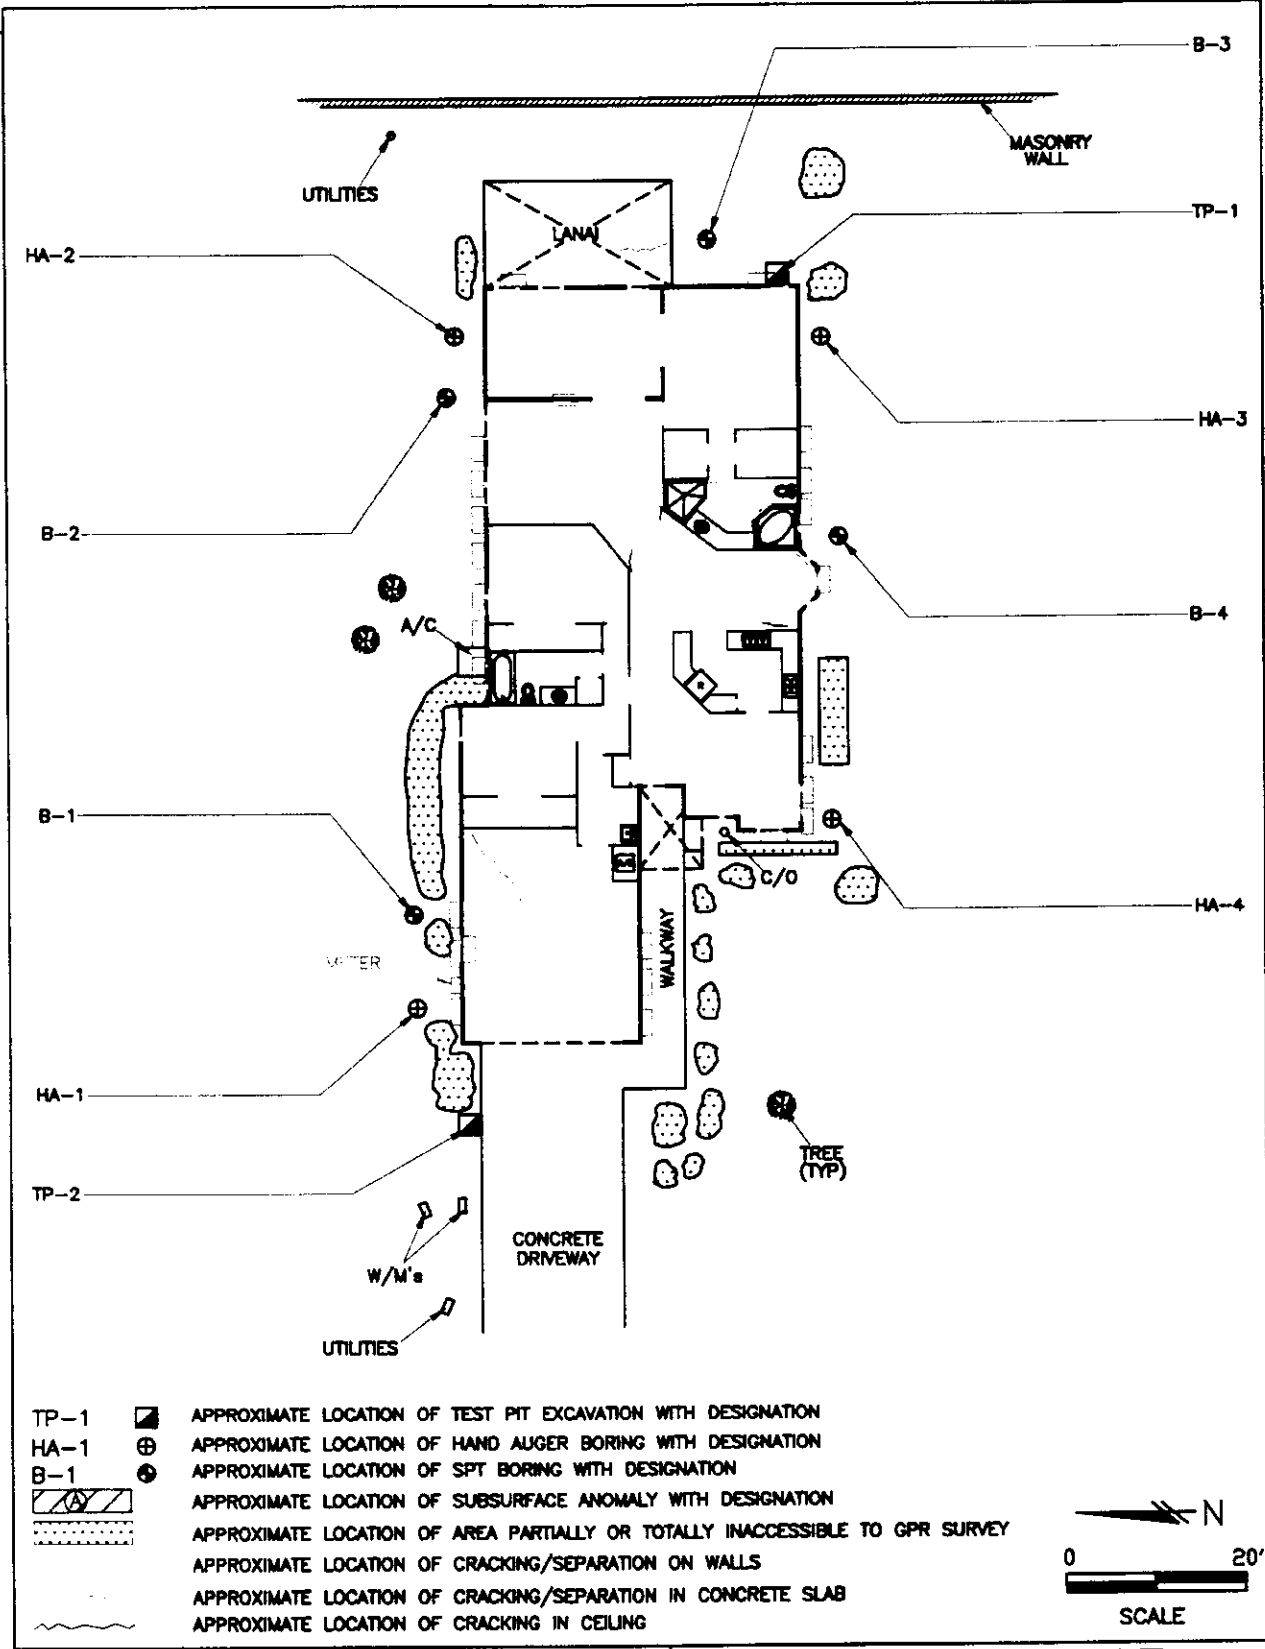 B-3
MASONRY
WALL
UTILITIES
LANAI
TP-1
HA-2
HA-3
B-2
B-4
A/C
B-1
C/O
HA-4
WALKWAY
HA-1
TREE
(TYP)
TP-2
CONCRETE
DRIVEWAY
W/M's
UTILITIES
TP-1 APPROXIMATE LOCATION OF TEST PIT EXCAVATION WITH DESIGNATION
HA-1 APPROXIMATE LOCATION OF HAND AUGER BORING WITH DESIGNATION
B-1 APPROXIMATE LOCATION OF SPT BORING WITH DESIGNATION
A APPROXIMATE LOCATION OF SUBSURFACE ANOMALY WITH DESIGNATION
APPROXIMATE LOCATION OF AREA PARTIALLY OR TOTALLY INACCESSIBLE TO GPR SURVEY
APPROXIMATE LOCATION OF CRACKING/SEPARATION ON WALLS
APPROXIMATE LOCATION OF CRACKING/SEPARATION IN CONCRETE SLAB
APPROXIMATE LOCATION OF CRACKING IN CEILING
N
0 20'
SCALE